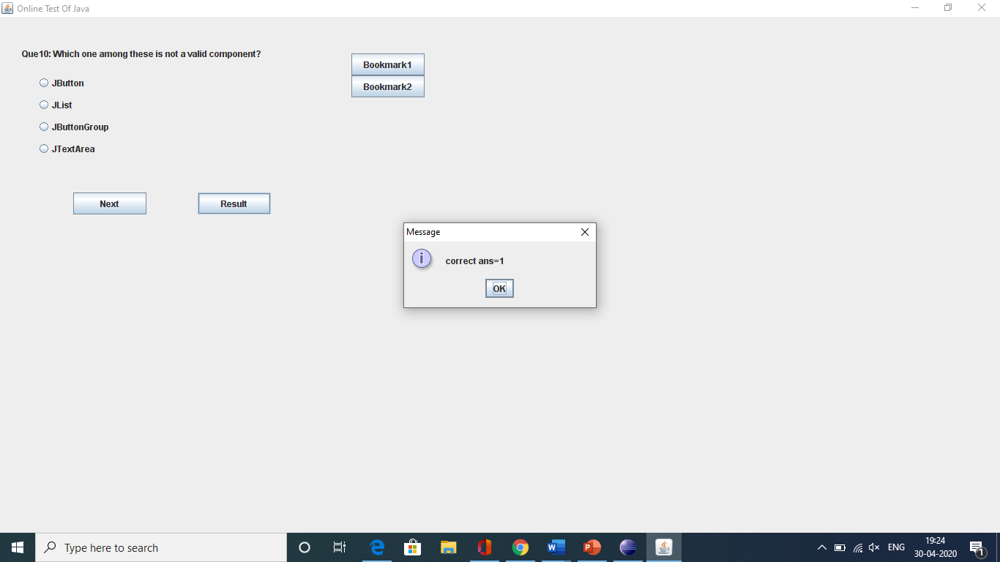 Online Test Of Java
Que10: Which one among these is not a valid component?
JButton
JList
JButtonGroup
JTextArea
Bookmark1
Bookmark2
Next
Result
Message
correct ans=1
OK
Type here to search
ENG
19:24
30-04-2020
1